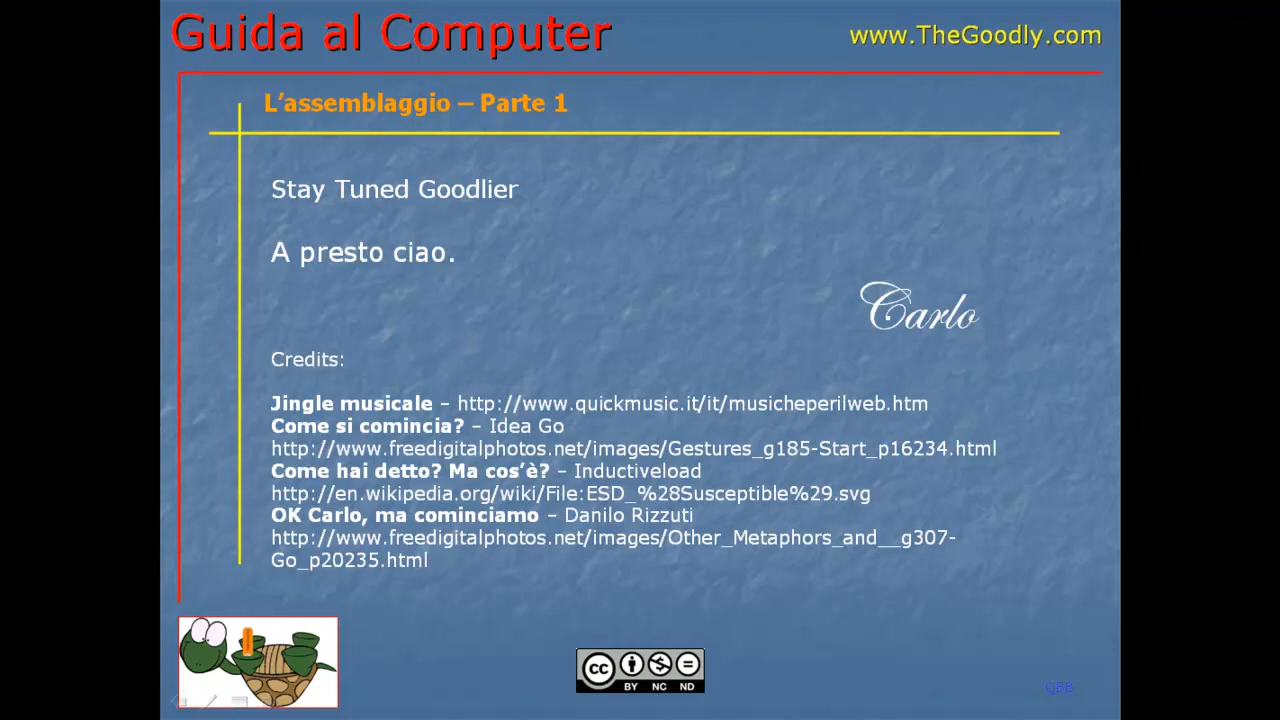 Guida al Computer
www.TheGoodly.com
L'assemblaggio – Parte 1
Stay Tuned Goodlier
A presto ciao.
Carlo
Credits:
Jingle musicale – http://www.quickmusic.it/it/musicheperilweb.htm
Come si comincia? – Idea Go
http://www.freedigitalphotos.net/images/Gestures_g185-Start_p16234.html
Come hai detto? Ma cos'è? – Inductiveload
http://en.wikipedia.org/wiki/File:ESD_%28Susceptible%29.svg
OK Carlo, ma cominciamo – Danilo Rizzuti
http://www.freedigitalphotos.net/images/Other_Metaphors_and__g307-
Go_p20235.html
cc BY NC ND